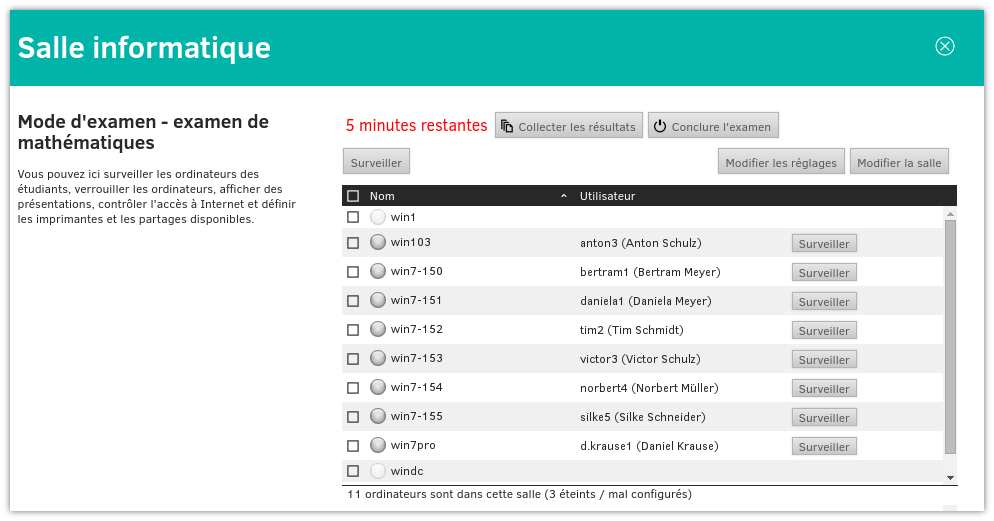 Salle informatique
Mode d'examen - examen de
mathématiques
Vous pouvez ici surveiller les ordinateurs des
étudiants, verrouiller les ordinateurs, afficher des
présentations, contrôler l'accès à Internet et définir
les imprimantes et les partages disponibles.
5 minutes restantes Collecter les résultats Conclure l'examen
Surveiller Modifier les réglages Modifier la salle
Nom Utilisateur
win1
win103 anton3 (Anton Schulz) Surveiller
win7-150 bertram1 (Bertram Meyer) Surveiller
win7-151 daniela1 (Daniela Meyer) Surveiller
win7-152 tim2 (Tim Schmidt) Surveiller
win7-153 victor3 (Victor Schulz) Surveiller
win7-154 norbert4 (Norbert Müller) Surveiller
win7-155 silke5 (Silke Schneider) Surveiller
win7pro d.krause1 (Daniel Krause) Surveiller
windc
11 ordinateurs sont dans cette salle (3 éteints / mal configurés)